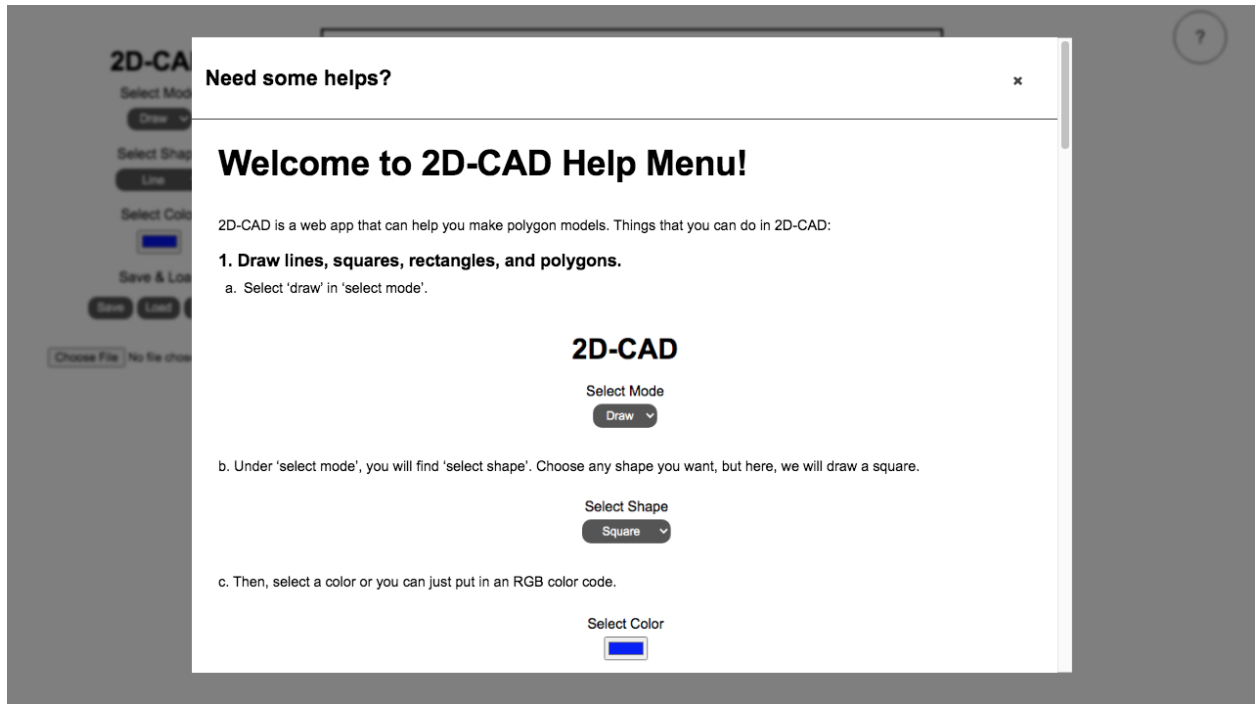 ?
2D-CA
Select Mod
Draw
Select Shap
Line
Select Colo
Save & Loa
Save Load
Choose File No file chos
Need some helps?
×
Welcome to 2D-CAD Help Menu!
2D-CAD is a web app that can help you make polygon models. Things that you can do in 2D-CAD:
1. Draw lines, squares, rectangles, and polygons.
a. Select ‘draw’ in ‘select mode’.
2D-CAD
Select Mode
Draw
b. Under ‘select mode’, you will find ‘select shape’. Choose any shape you want, but here, we will draw a square.
Select Shape
Square
c. Then, select a color or you can just put in an RGB color code.
Select Color